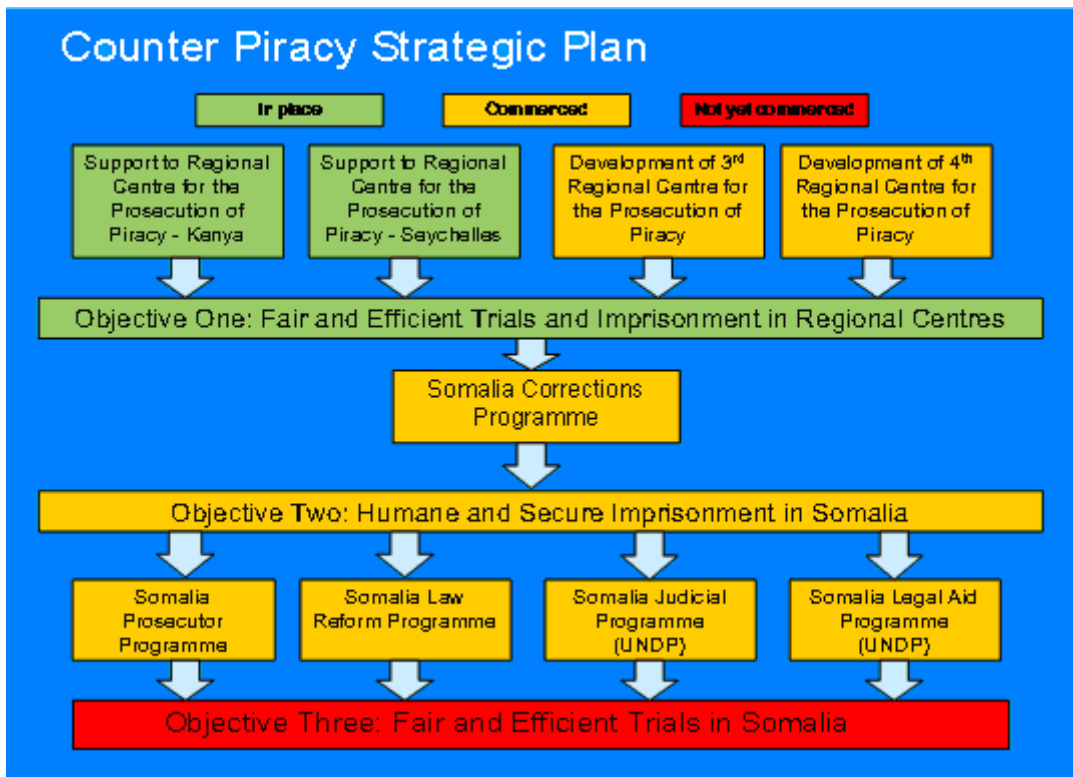 Counter Piracy Strategic Plan
In place
Commerced
Not yet commerced
Support to Regional
Centre for the
Prosecution of
Piracy - Kenya
Support to Regional
Centre for the
Prosecution of
Piracy - Seychelles
Development of 3rd
Regional Centre for
the Prosecution of
Piracy
Development of 4th
Regional Centre for
the Prosecution of
Piracy
Objective One: Fair and Efficient Trials and Imprisonment in Regional Centres
Somalia Corrections
Programme
Objective Two: Humane and Secure Imprisonment in Somalia
Somalia
Prosecutor
Programme
Somalia Law
Reform Programme
Somalia Judicial
Programme
(UNDP)
Somalia Legal Aid
Programme
(UNDP)
Objective Three: Fair and Efficient Trials in Somalia